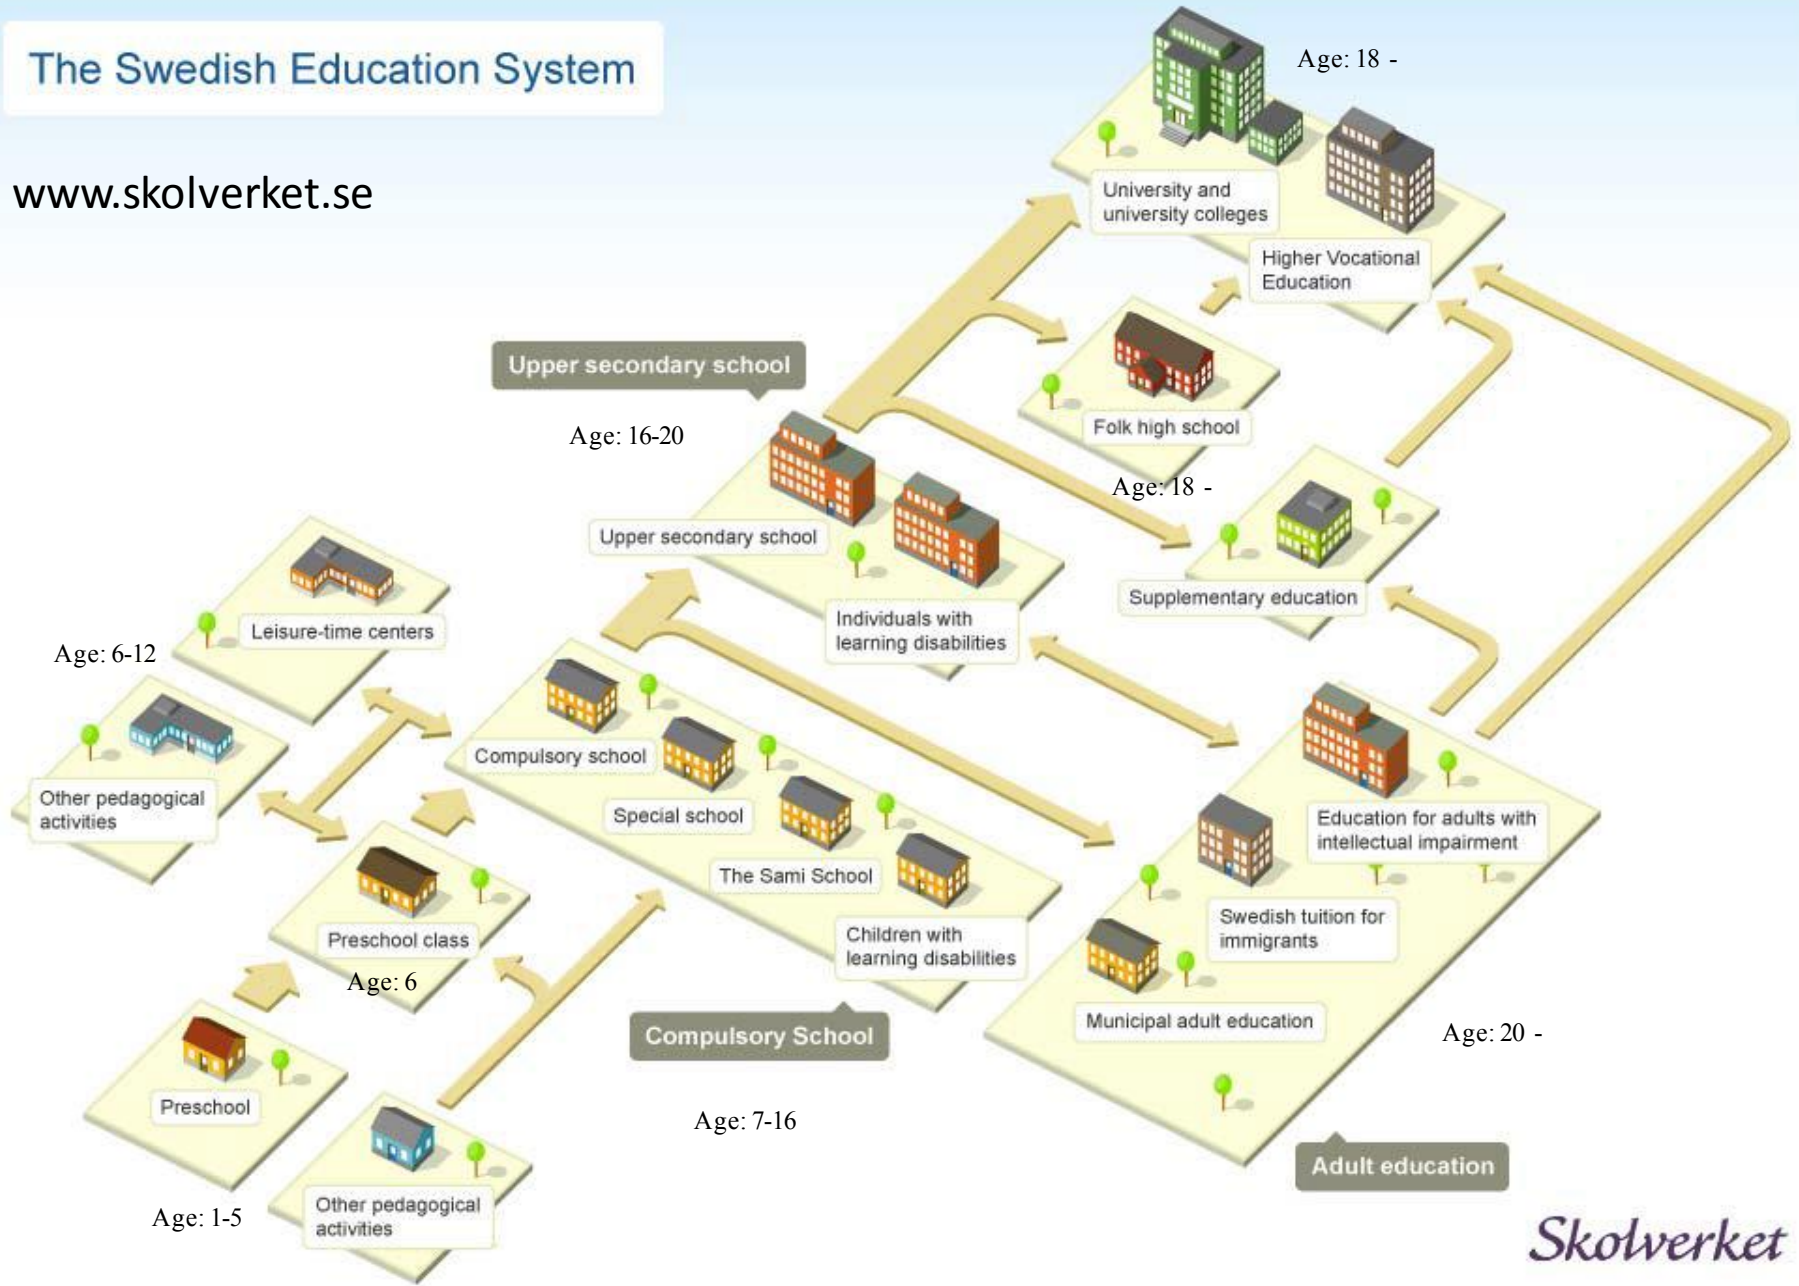 The Swedish Education System
www.skolverket.se
Age: 18 -
University and
university colleges
Higher Vocational
Education
Upper secondary school
Age: 16-20
Folk high school
Age: 18 -
Upper secondary school
Individuals with
learning disabilities
Supplementary education
Leisure-time centers
Age: 6-12
Other pedagogical
activities
Compulsory school
Special school
The Sami School
Children with
learning disabilities
Education for adults with
intellectual impairment
Swedish tuition for
immigrants
Municipal adult education
Age: 20 -
Preschool class
Age: 6
Compulsory School
Age: 7-16
Preschool
Age: 1-5
Other pedagogical
activities
Adult education
Skolverket